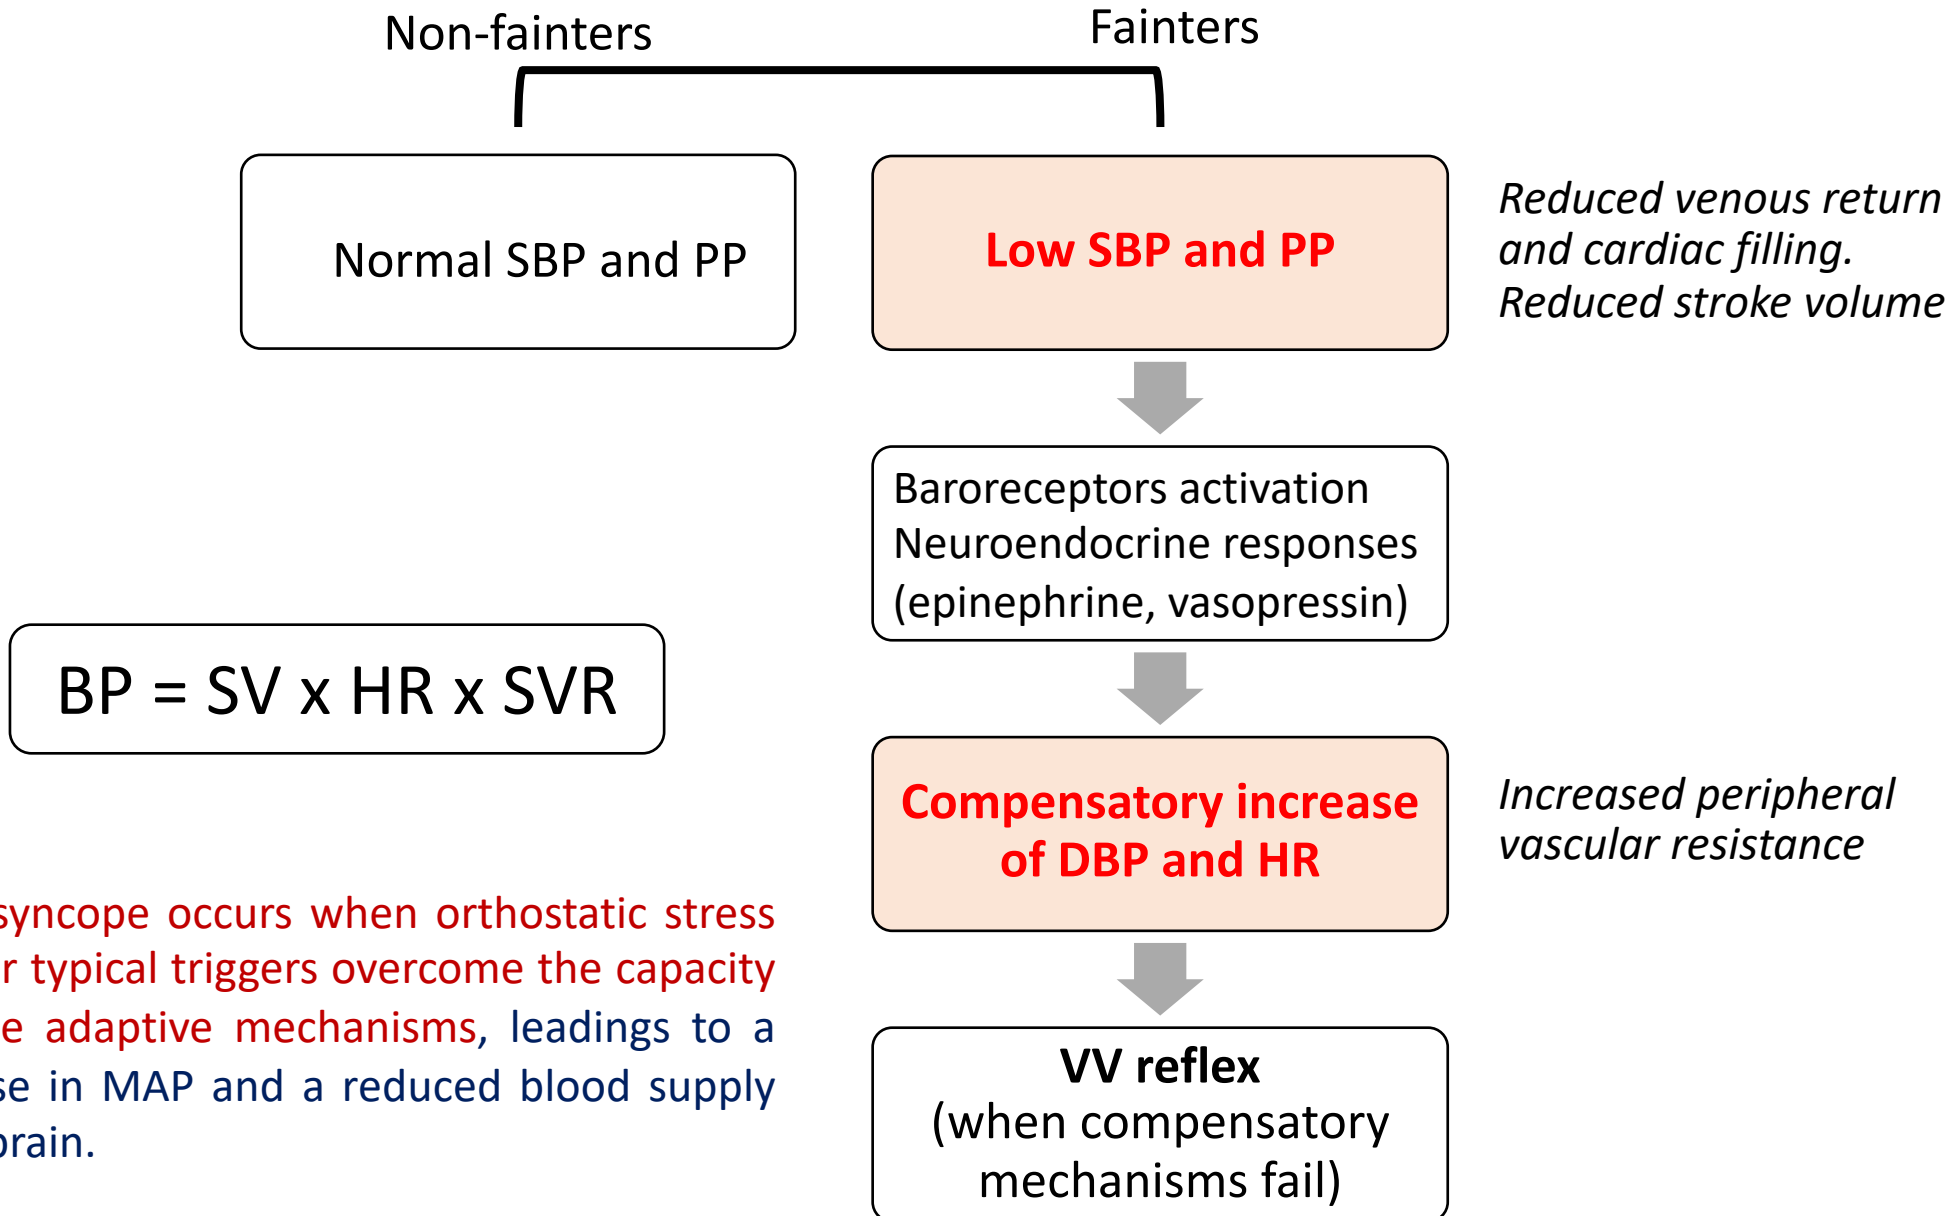 Non-fainters
Fainters
Normal SBP and PP
Low SBP and PP
Reduced venous return
and cardiac filling.
Reduced stroke volume
Baroreceptors activation
Neuroendocrine responses
(epinephrine, vasopressin)
BP = SV x HR x SVR
Compensatory increase
of DBP and HR
Increased peripheral
vascular resistance
syncope occurs when orthostatic stress
typical triggers overcome the capacity
adaptive mechanisms, leadings to a
in MAP and a reduced blood supply
brain.
VV reflex
(when compensatory
mechanisms fail)